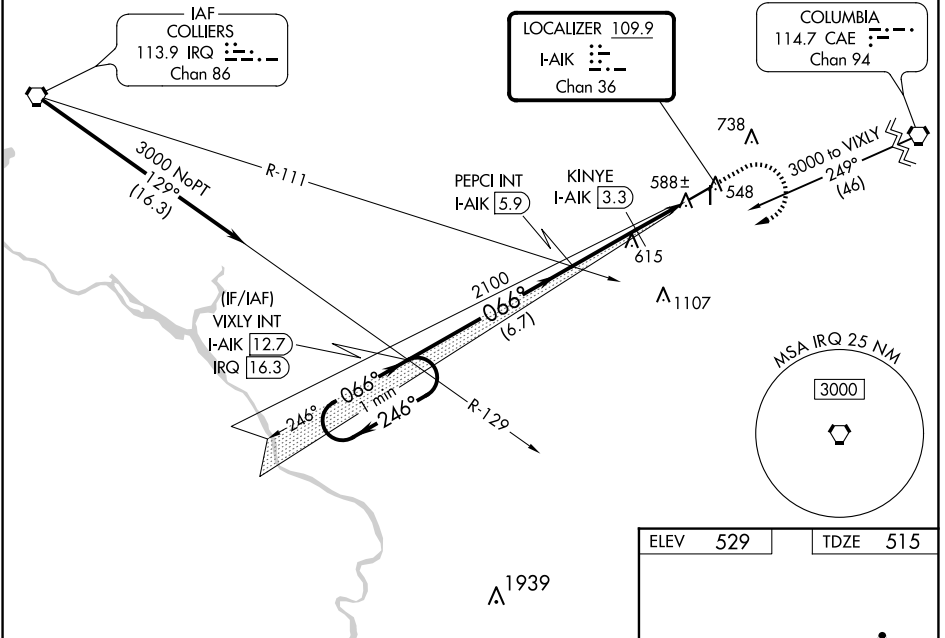 IAF
COLLIERS
113.9 IRQ
Chan 86
LOCALIZER 109.9
I-AIK
Chan 36
COLUMBIA
114.7 CAE
Chan 94
738
3000 to VIXLY
249°
(46)
3000 NoPT
129°
(16.3)
R-111
PEPCI INT
I-AIK 5.9
KINYE
I-AIK 3.3
588±
548
615
1107
2100
066°
(6.7)
(IF/IAF)
VIXLY INT
I-AIK 12.7
IRQ 16.3
246°
066°
1 min
246°
R-129
MSA IRQ 25 NM
3000
1939
ELEV 529
TDZE 515